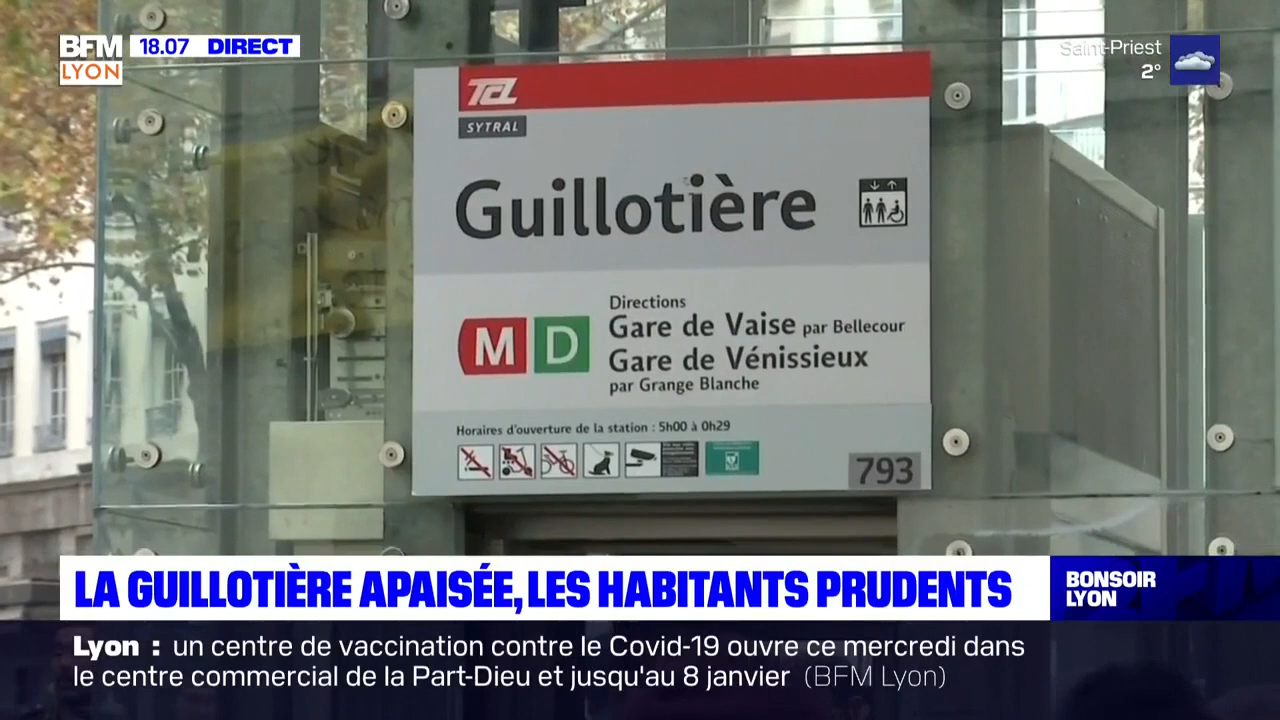 BFM
LYON
18.07 DIRECT
Saint-Priest
2°
TCL
SYTRAL
Guillotière
Directions
M D
Gare de Vaise par Bellecour
Gare de Vénissieux
par Grange Blanche
Horaires d'ouverture de la station : 5h00 à 0h29
793
LA GUILLOTIÈRE APAISÉE, LES HABITANTS PRUDENTS
BONSOIR
LYON
Lyon : un centre de vaccination contre le Covid-19 ouvre ce mercredi dans
le centre commercial de la Part-Dieu et jusqu'au 8 janvier (BFM Lyon)